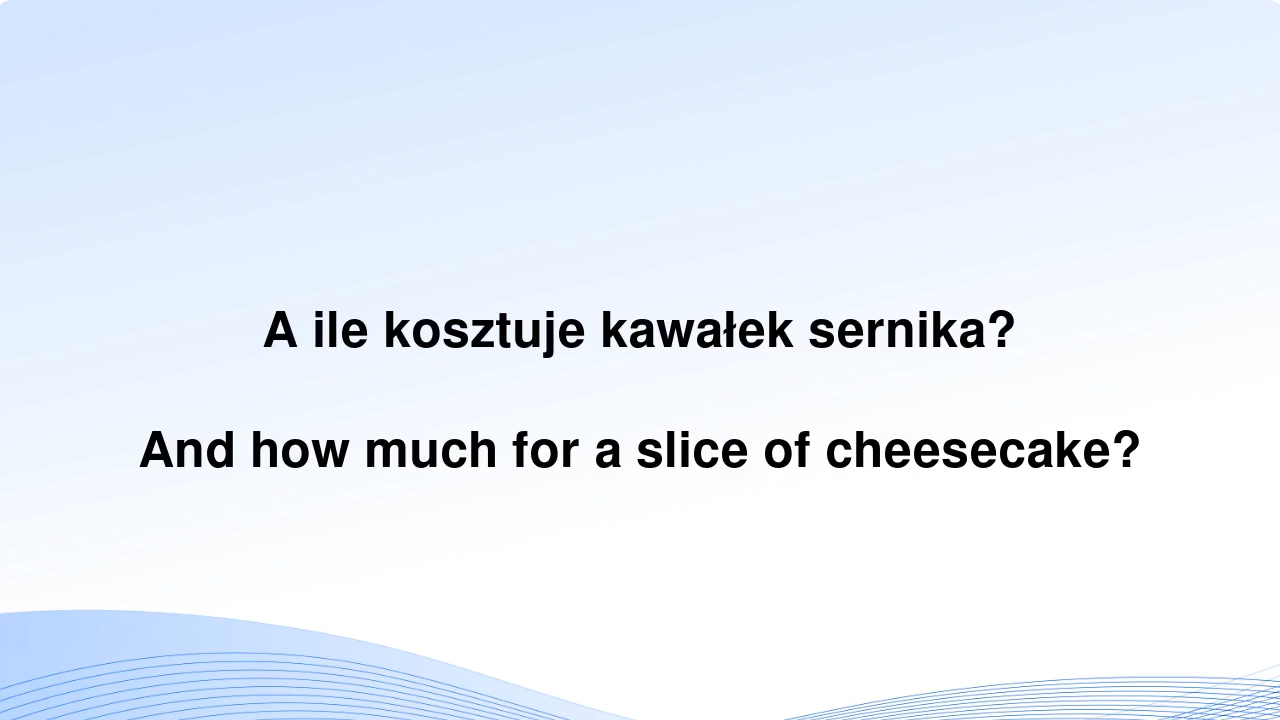 A ile kosztuje kawałek sernika?
And how much for a slice of cheesecake?